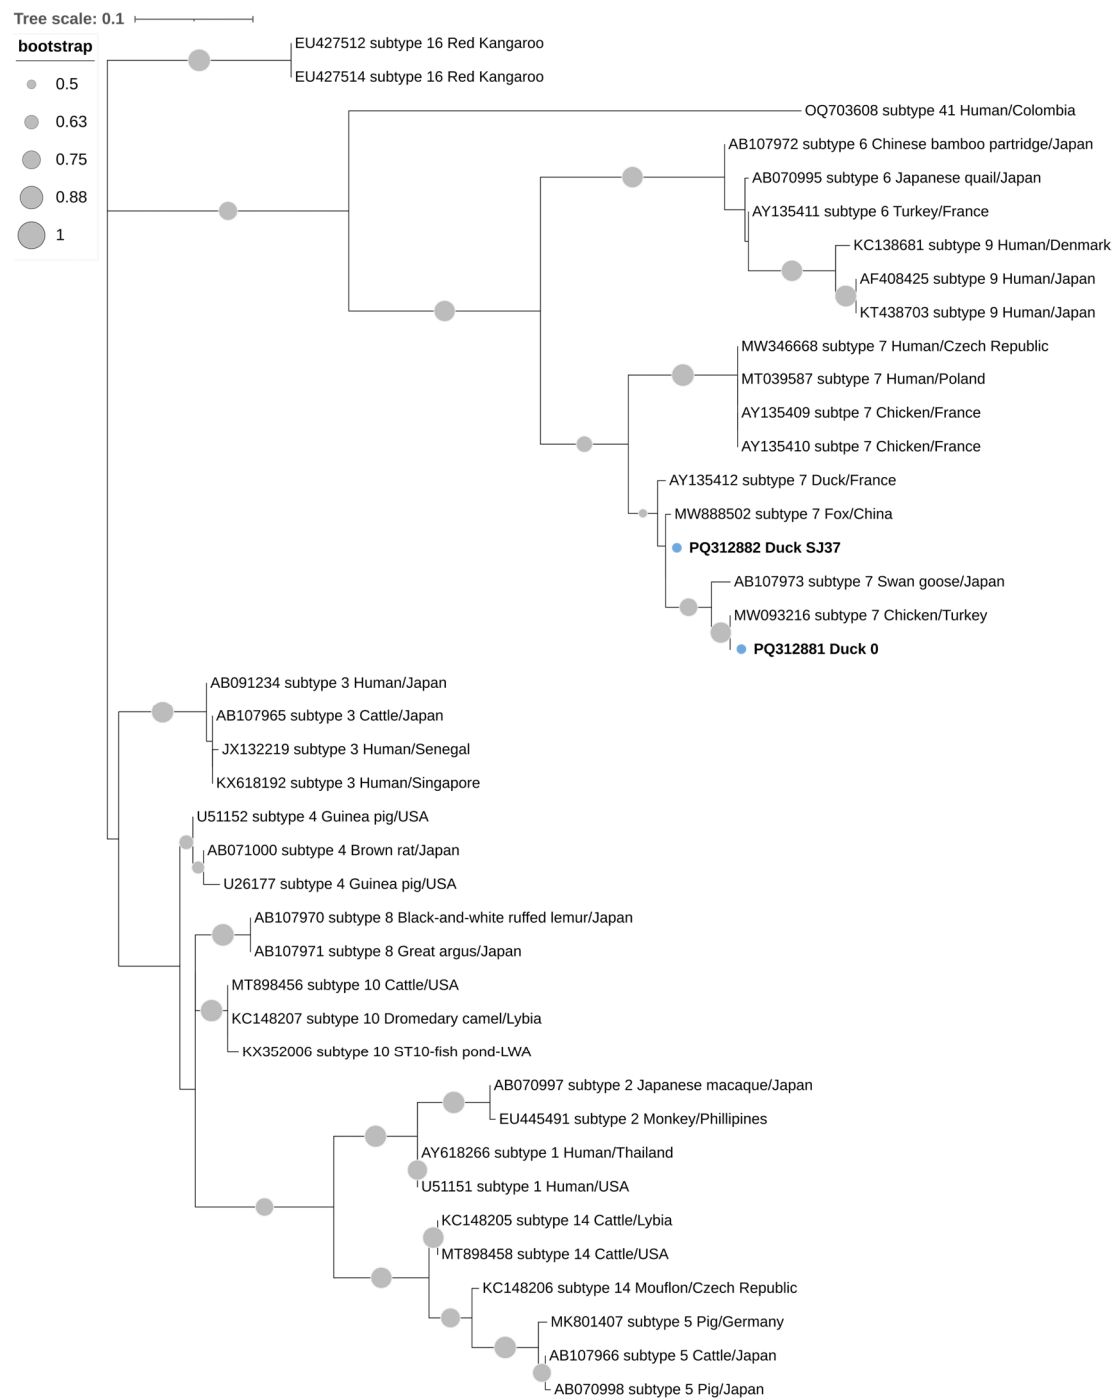 Tree scale: 0.1
bootstrap
0.5
0.63
0.75
0.88
1
EU427512 subtype 16 Red Kangaroo
EU427514 subtype 16 Red Kangaroo
OQ703608 subtype 41 Human/Colombia
AB107972 subtype 6 Chinese bamboo partridge/Japan
AB070995 subtype 6 Japanese quail/Japan
AY135411 subtype 6 Turkey/France
KC138681 subtype 9 Human/Denmark
AF408425 subtype 9 Human/Japan
KT438703 subtype 9 Human/Japan
MW346668 subtype 7 Human/Czech Republic
MT039587 subtype 7 Human/Poland
AY135409 subtpe 7 Chicken/France
AY135410 subtpe 7 Chicken/France
AY135412 subtype 7 Duck/France
MW888502 subtype 7 Fox/China
PQ312882 Duck SJ37
AB107973 subtype 7 Swan goose/Japan
MW093216 subtype 7 Chicken/Turkey
PQ312881 Duck 0
AB091234 subtype 3 Human/Japan
AB107965 subtype 3 Cattle/Japan
JX132219 subtype 3 Human/Senegal
KX618192 subtype 3 Human/Singapore
U51152 subtype 4 Guinea pig/USA
AB071000 subtype 4 Brown rat/Japan
U26177 subtype 4 Guinea pig/USA
AB107970 subtype 8 Black-and-white ruffed lemur/Japan
AB107971 subtype 8 Great argus/Japan
MT898456 subtype 10 Cattle/USA
KC148207 subtype 10 Dromedary camel/Lybia
KX352006 subtype 10 ST10-fish pond-LWA
AB070997 subtype 2 Japanese macaque/Japan
EU445491 subtype 2 Monkey/Phillipines
AY618266 subtype 1 Human/Thailand
U51151 subtype 1 Human/USA
KC148205 subtype 14 Cattle/Lybia
MT898458 subtype 14 Cattle/USA
KC148206 subtype 14 Mouflon/Czech Republic
MK801407 subtype 5 Pig/Germany
AB107966 subtype 5 Cattle/Japan
AB070998 subtype 5 Pig/Japan